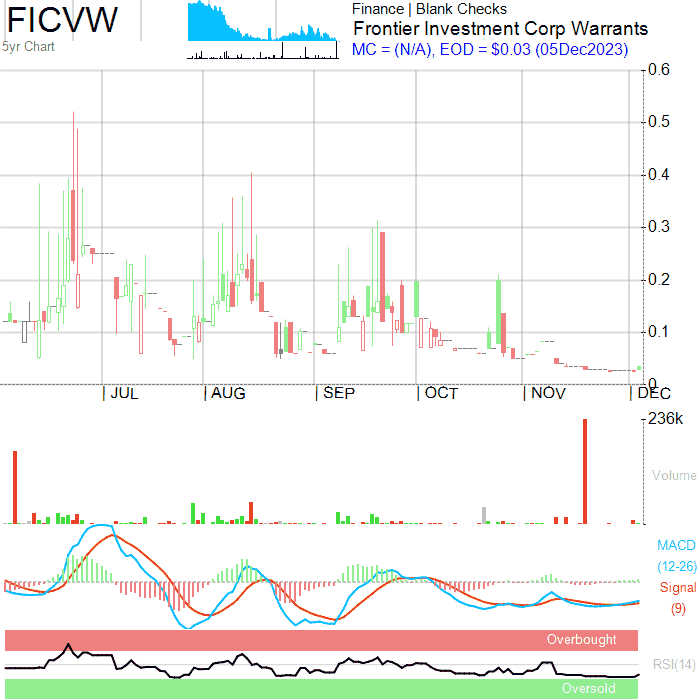 FICVW
5yr Chart
Finance | Blank Checks
Frontier Investment Corp Warrants
MC = (N/A), EOD = $0.03 (05Dec2023)
0.6
0.5
0.4
0.3
0.2
0.1
0
JUL AUG SEP OCT NOV DEC
236k
Volume
MACD
(12-26)
Signal
(9)
Overbought
RSI(14)
Oversold